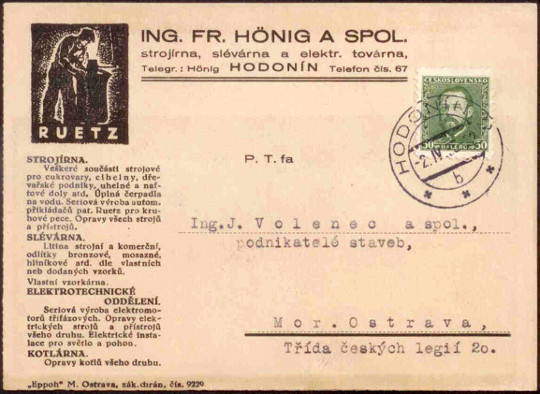 ING. FR. HÖNIG A SPOL.
strojírna, slévárna a elektr. továrna,
Telegr.: Hönig HODONÍN Telefon čís. 67
RUETZ
ČESKOSLOVENSKO
50 HALÉŘŮ 50
HODONÍN
-2.IV.
b
P. T. fa
STROJÍRNA.
Veškeré součásti strojové
pro cukrovary, cihelny, dře-
vařské podniky, uhelné a naf-
tové doly atd. Úplná čerpadla
na vodu. Seriová výroba autom.
přikládačů pat. Ruetz pro kru-
hové pece. Opravy všech strojů
a přístrojů.
SLÉVÁRNA.
Litina strojní a komerční,
odlitky bronzové, mosazné,
hliníkové atd. dle vlastních
neb dodaných vzorků.
Vlastní vzorkárna.
ELEKTROTECHNICKÉ
ODDĚLENÍ.
Seriová výroba elektromo-
torů třífázových. Opravy elek-
trických strojů a přístrojů
všeho druhu. Elektrické insta-
lace pro světlo a pohon.
KOTLÁRNA.
Opravy kotlů všeho druhu.
Ing.J. Volenec a spol.,
podnikatelé staveb,
Mor. Ostrava,
Třída českých legií 2o.
„Eppoh" M. Ostrava, zák. chrán. čís. 9229